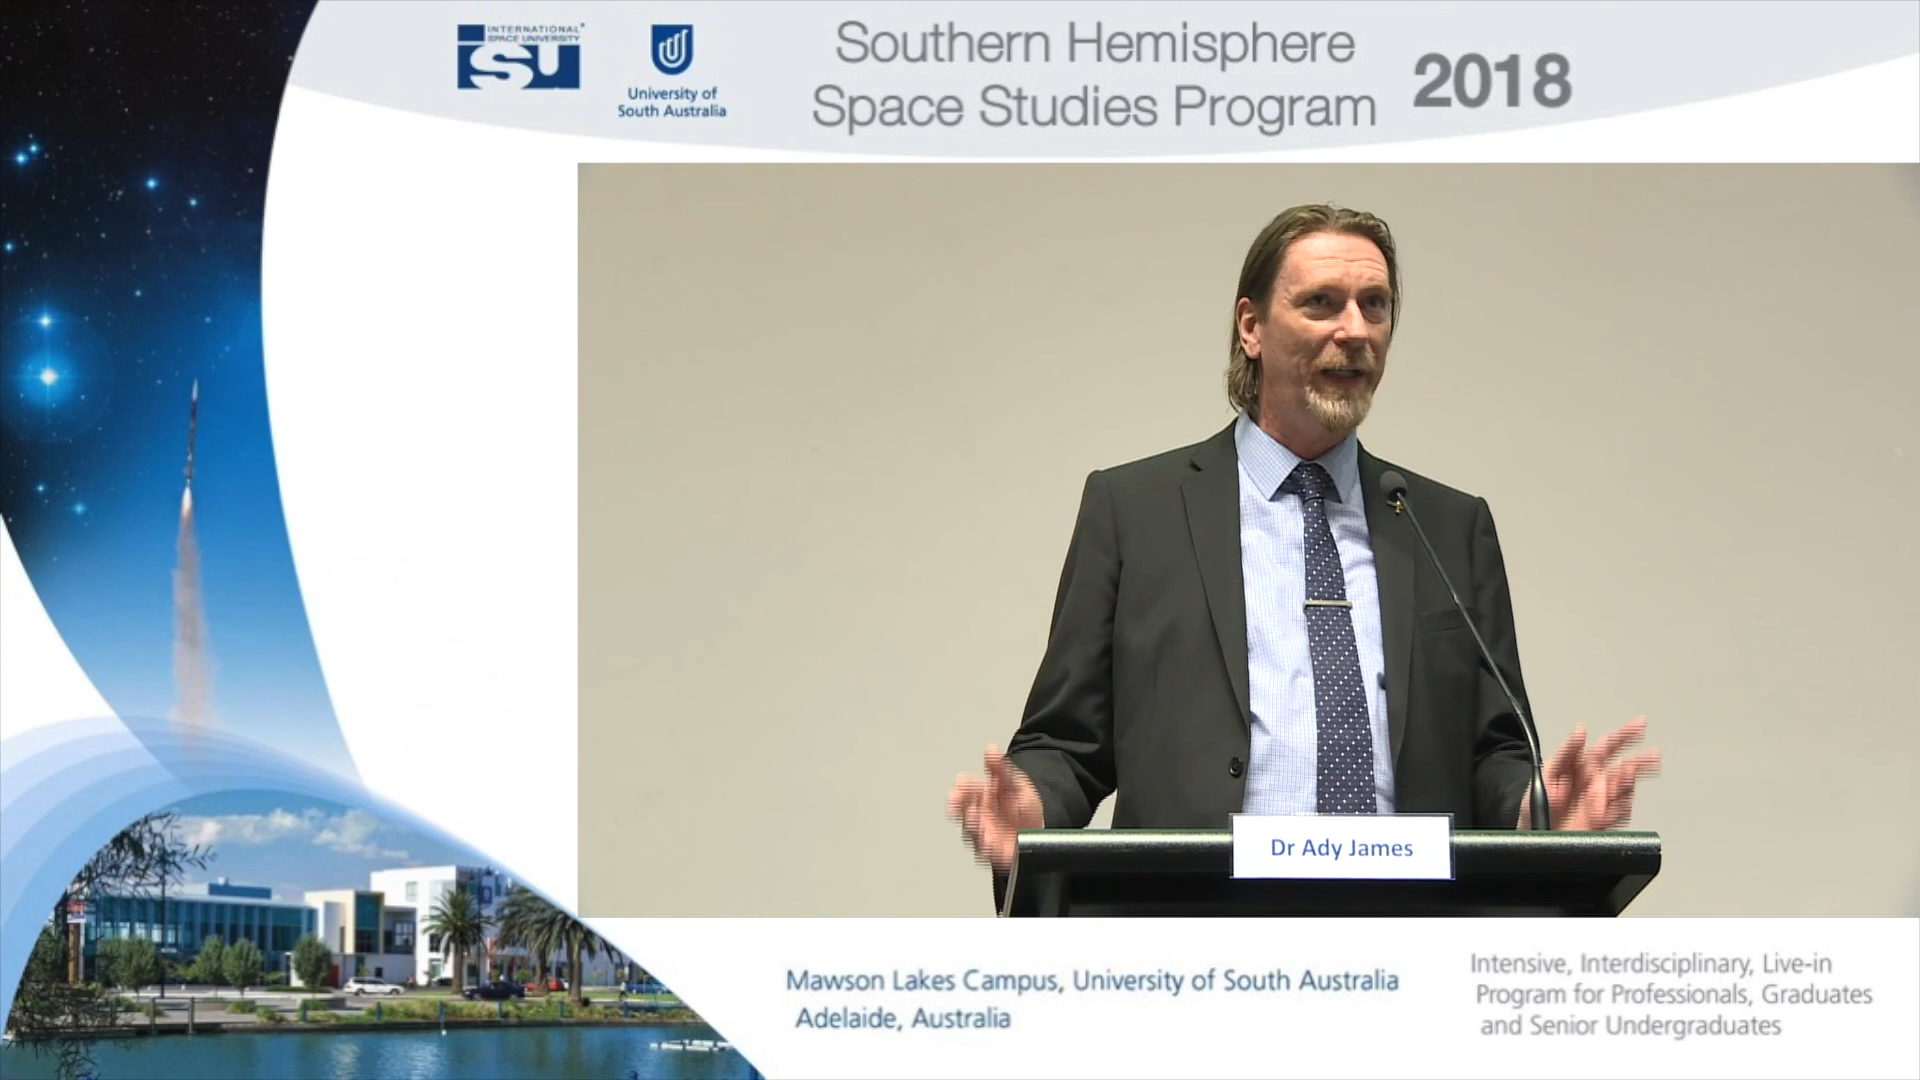 INTERNATIONAL
SPACE UNIVERSITY
ISU
University of
South Australia
Southern Hemisphere
Space Studies Program
2018
Dr Ady James
Mawson Lakes Campus, University of South Australia
Adelaide, Australia
Intensive, Interdisciplinary, Live-in
Program for Professionals, Graduates
and Senior Undergraduates